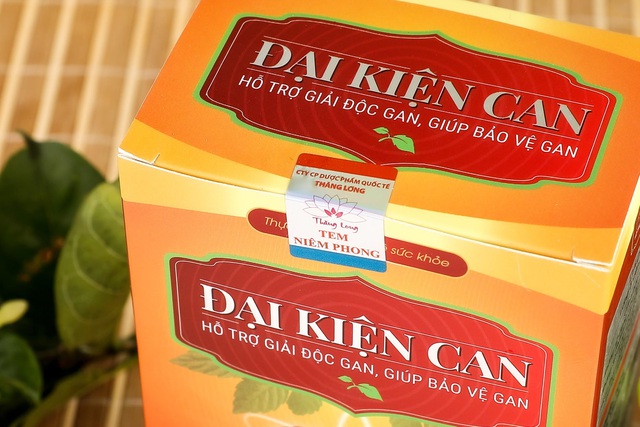 ĐẠI KIỆN CAN
HỖ TRỢ GIẢI ĐỘC GAN, GIÚP BẢO VỆ GAN
CTY CP DƯỢC PHẨM QUỐC TẾ
THĂNG LONG
Thăng Long
TEM
NIÊM PHONG
sức khỏe
ĐẠI KIỆN CAN
HỖ TRỢ GIẢI ĐỘC GAN, GIÚP BẢO VỆ GAN